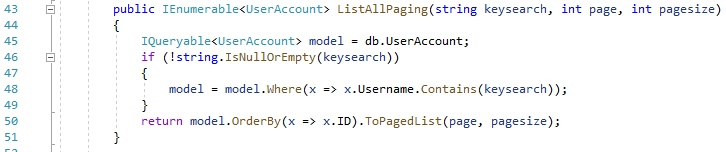 43 public IEnumerable<UserAccount> ListAllPaging(string keysearch, int page, int pagesize)
44 {
45 IQueryable<UserAccount> model = db.UserAccount;
46 if (!string.IsNullOrEmpty(keysearch))
47 {
48 model = model.Where(x => x.Username.Contains(keysearch));
49 }
50 return model.OrderBy(x => x.ID).ToPagedList(page, pagesize);
51 }